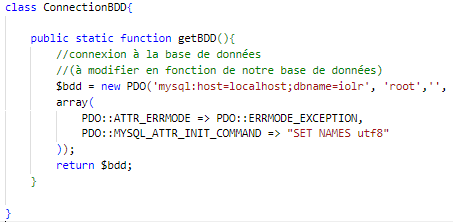 class ConnectionBDD{
public static function getBDD(){
//connexion à la base de données
//(à modifier en fonction de notre base de données)
$bdd = new PDO('mysql:host=localhost;dbname=iolr', 'root','',
array(
PDO::ATTR_ERRMODE => PDO::ERRMODE_EXCEPTION,
PDO::MYSQL_ATTR_INIT_COMMAND => "SET NAMES utf8"
));
return $bdd;
}
}